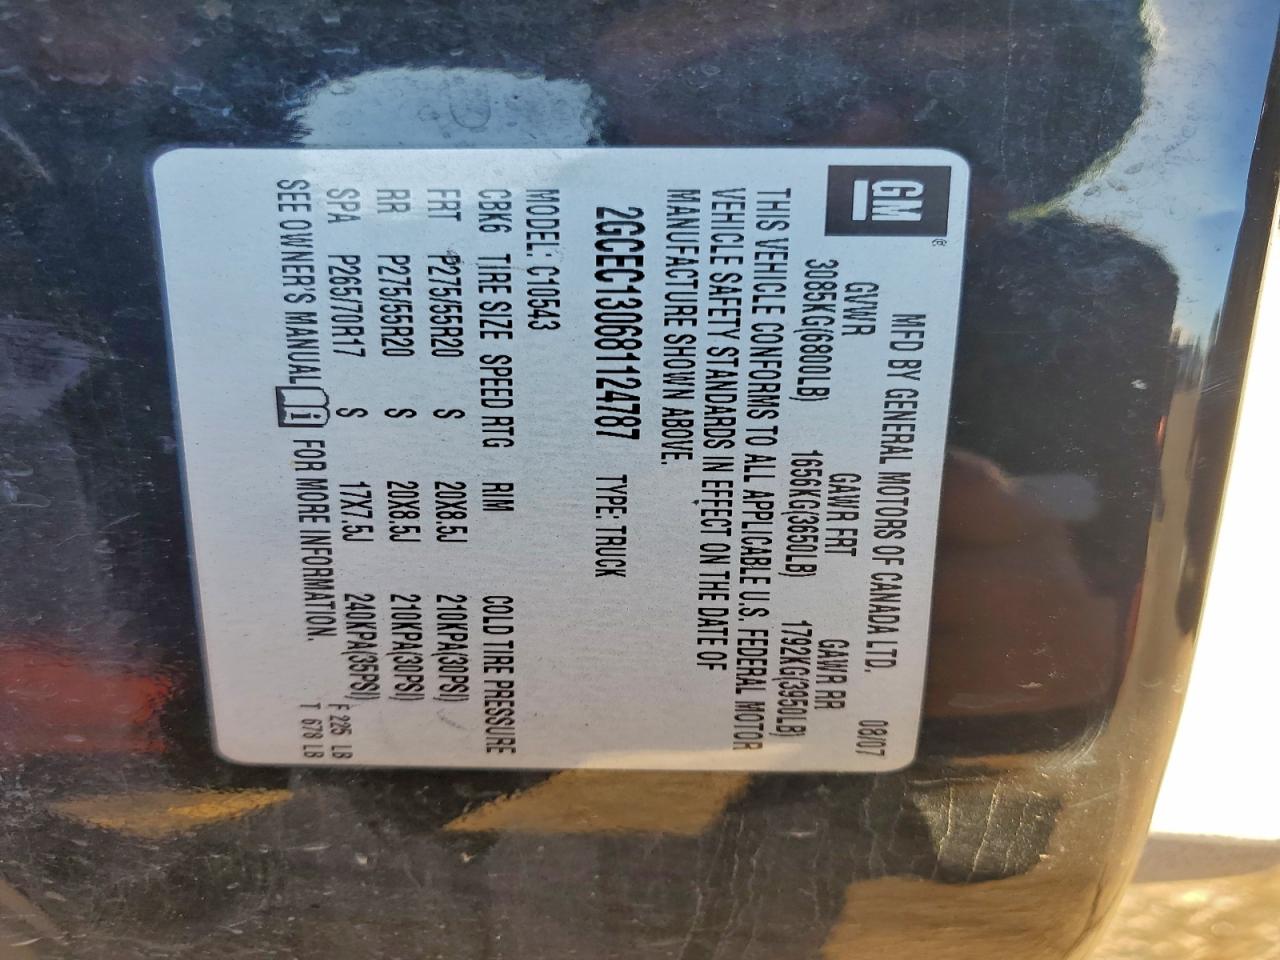 GM®
MFD BY GENERAL MOTORS OF CANADA LTD. 08/07
GVWR GAWR FRT GAWR RR
3085KG(6800LB) 1656KG(3650LB) 1792KG(3950LB)
THIS VEHICLE CONFORMS TO ALL APPLICABLE U.S. FEDERAL MOTOR
VEHICLE SAFETY STANDARDS IN EFFECT ON THE DATE OF
MANUFACTURE SHOWN ABOVE.
2GCEC130681124787 TYPE: TRUCK
MODEL: C10543
CBK6 TIRE SIZE SPEED RTG RIM COLD TIRE PRESSURE
FRT P275/55R20 S 20X8.5J 210KPA(30PSI)
RR P275/55R20 S 20X8.5J 210KPA(30PSI)
SPA P265/70R17 S 17X7.5J 240KPA(35PSI)
SEE OWNER'S MANUAL i FOR MORE INFORMATION.
F 225 LB
T 678 LB